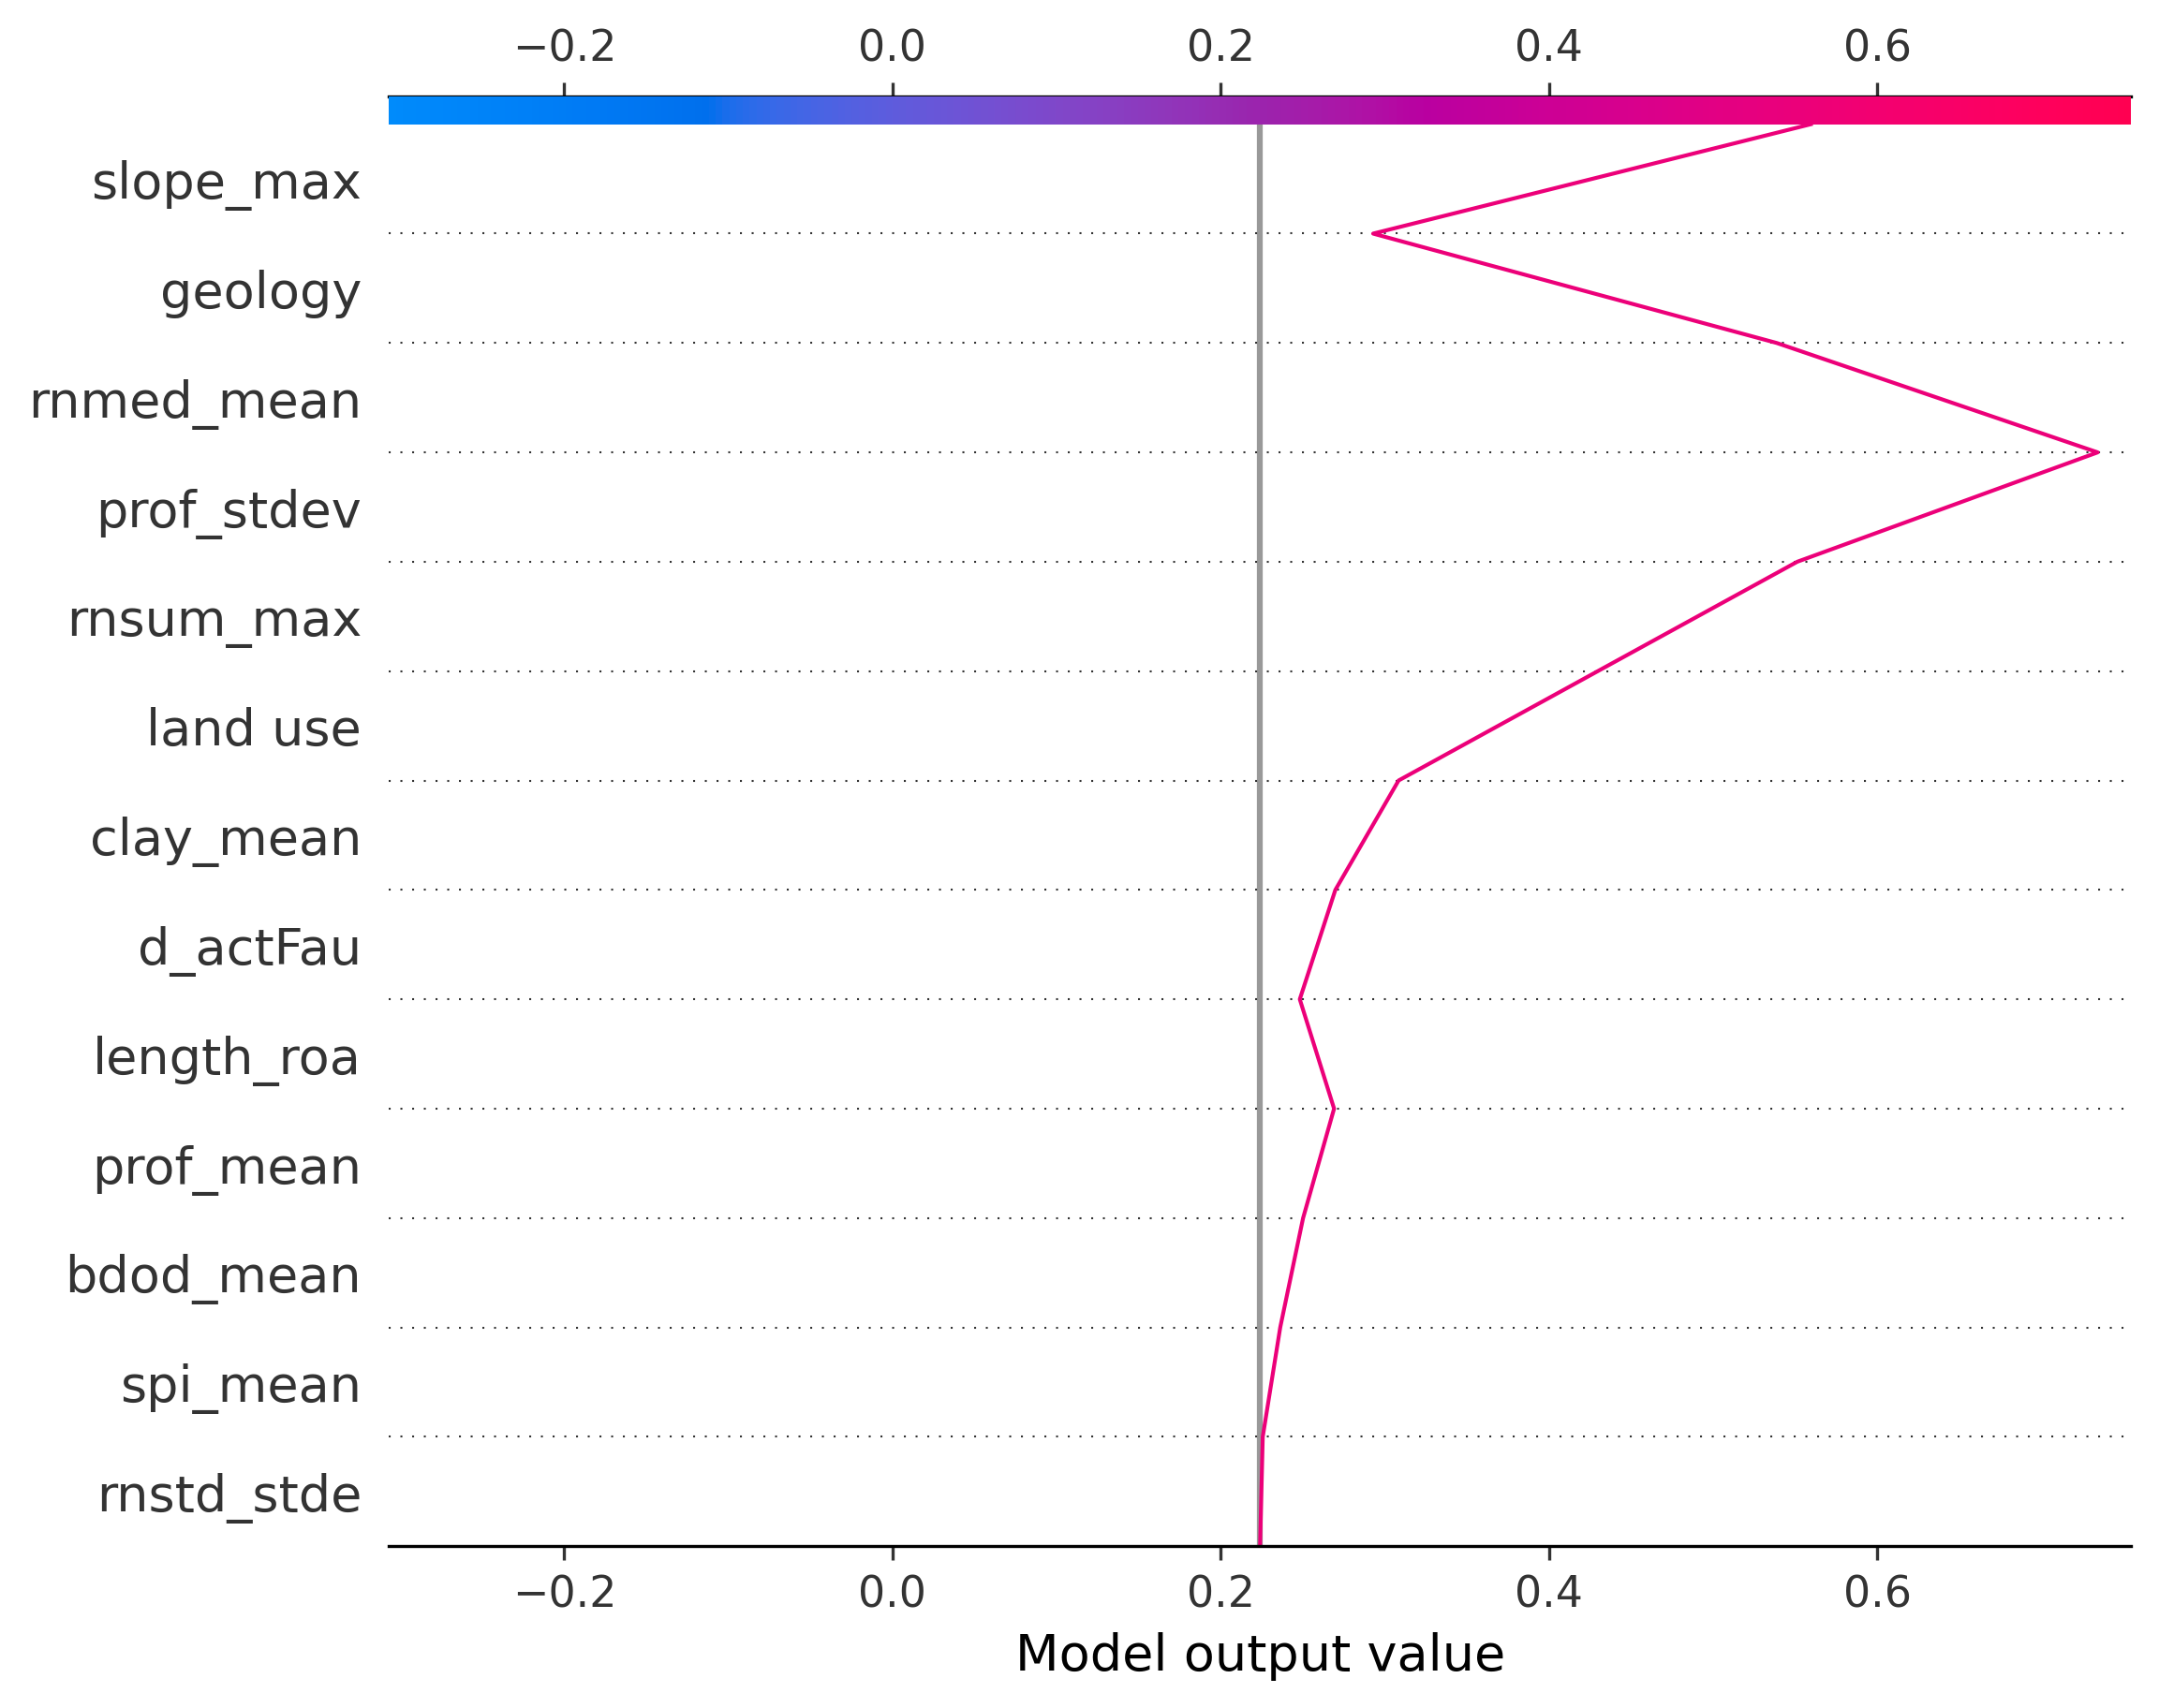 −0.2 0.0 0.2 0.4 0.6
slope_max
geology
rnmed_mean
prof_stdev
rnsum_max
land use
clay_mean
d_actFau
length_roa
prof_mean
bdod_mean
spi_mean
rnstd_stde
−0.2 0.0 0.2 0.4 0.6
Model output value